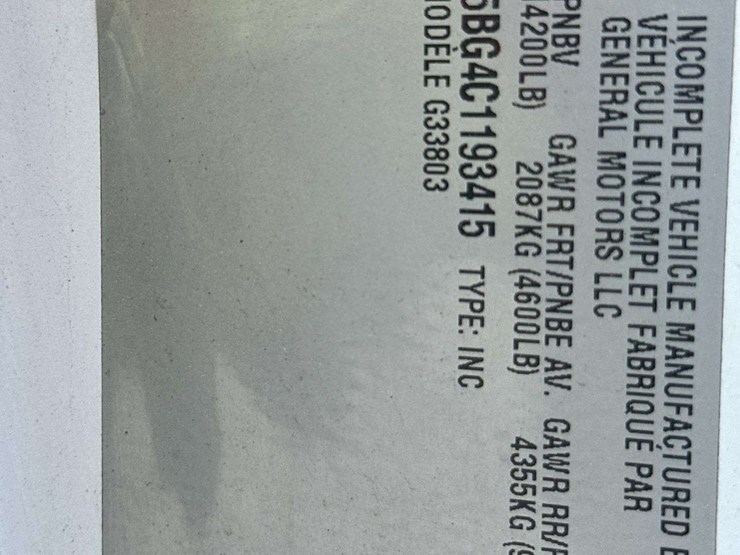 INCOMPLETE VEHICLE MANUFACTURED
VÉHICULE INCOMPLET FABRIQUÉ PAR
GENERAL MOTORS LLC
PNBV GAWR FRT/PNBE AV. GAWR RR/
4200LB) 2087KG (4600LB) 4355KG (
BG4C1193415 TYPE: INC
ODÈLE G33803